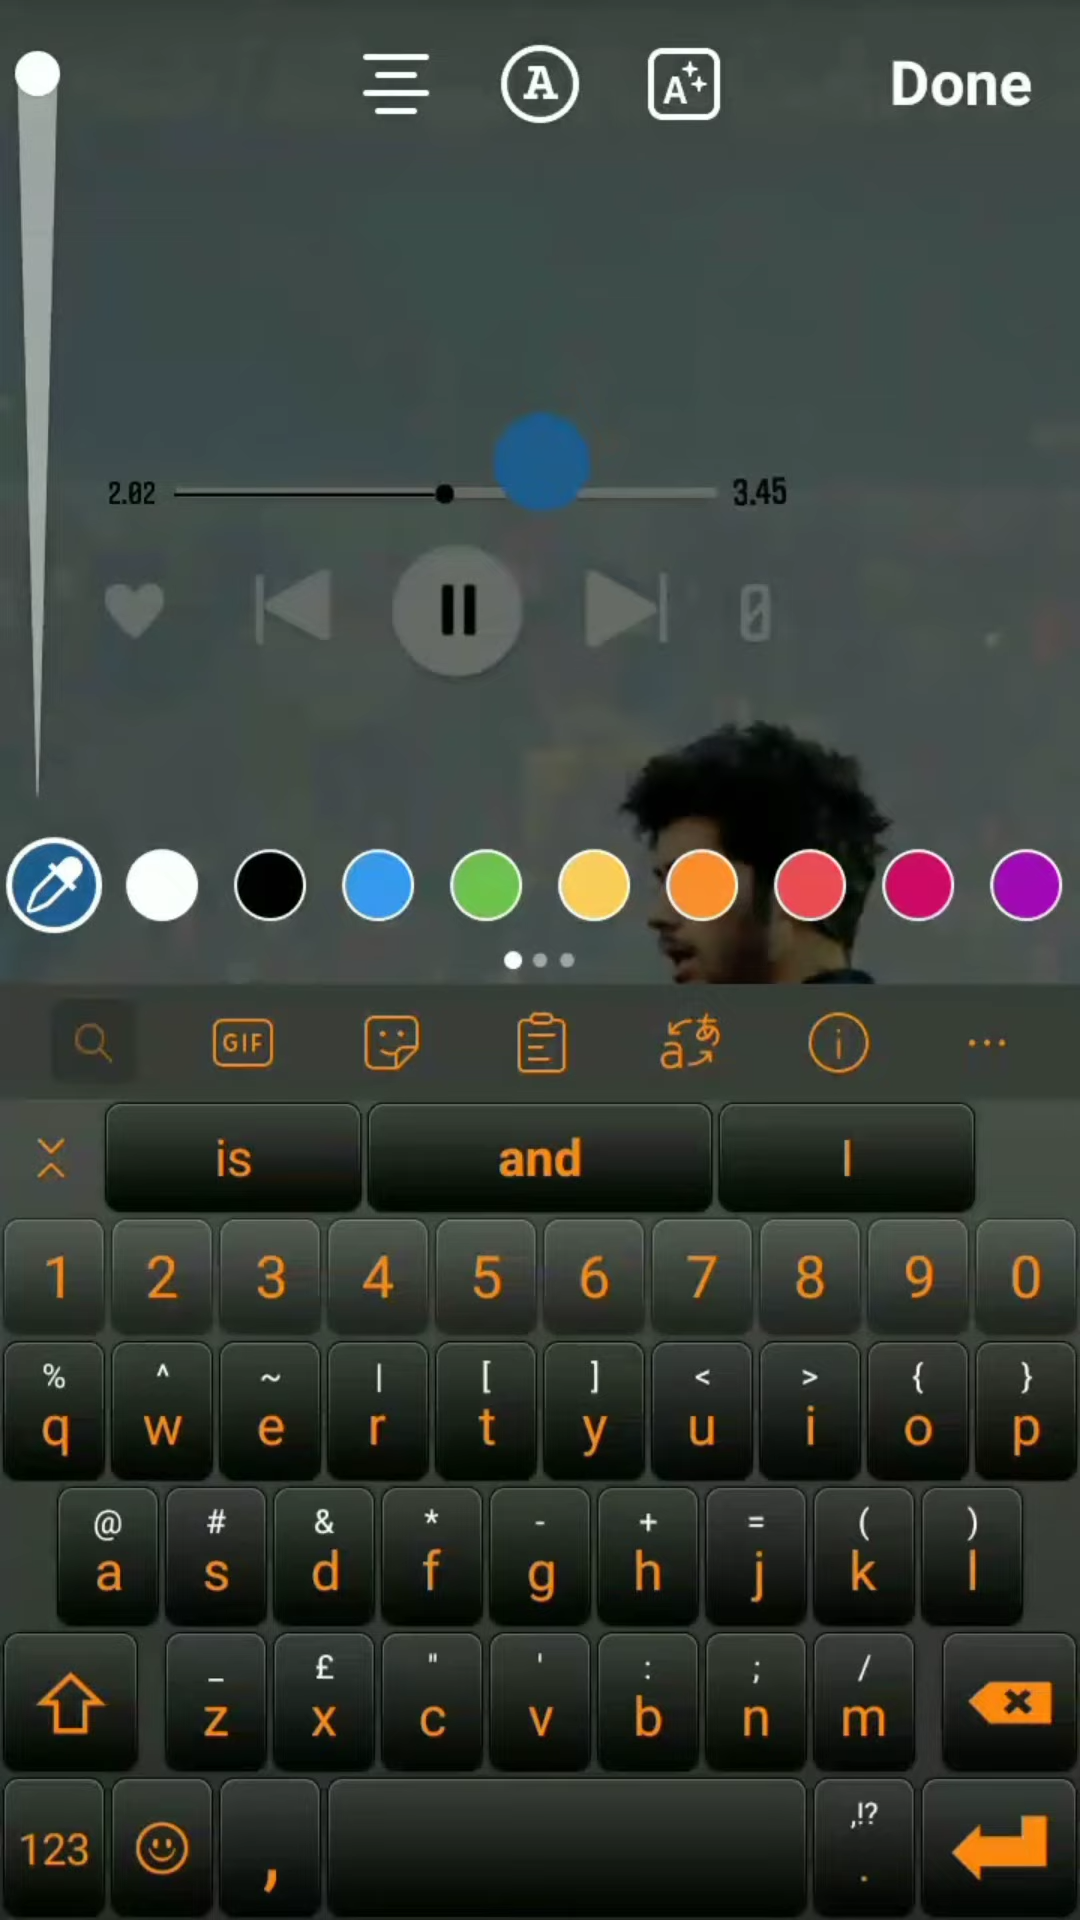 A A Done
2.02 3.45
0
GIF a あ i ...
is and I
1 2 3 4 5 6 7 8 9 0
% ^ ~ | [ ] < > { }
q w e r t y u i o p
@ # & * - + = ( )
a s d f g h j k l
_ £ " ' : ; /
z x c v b n m
,!?
123 , .